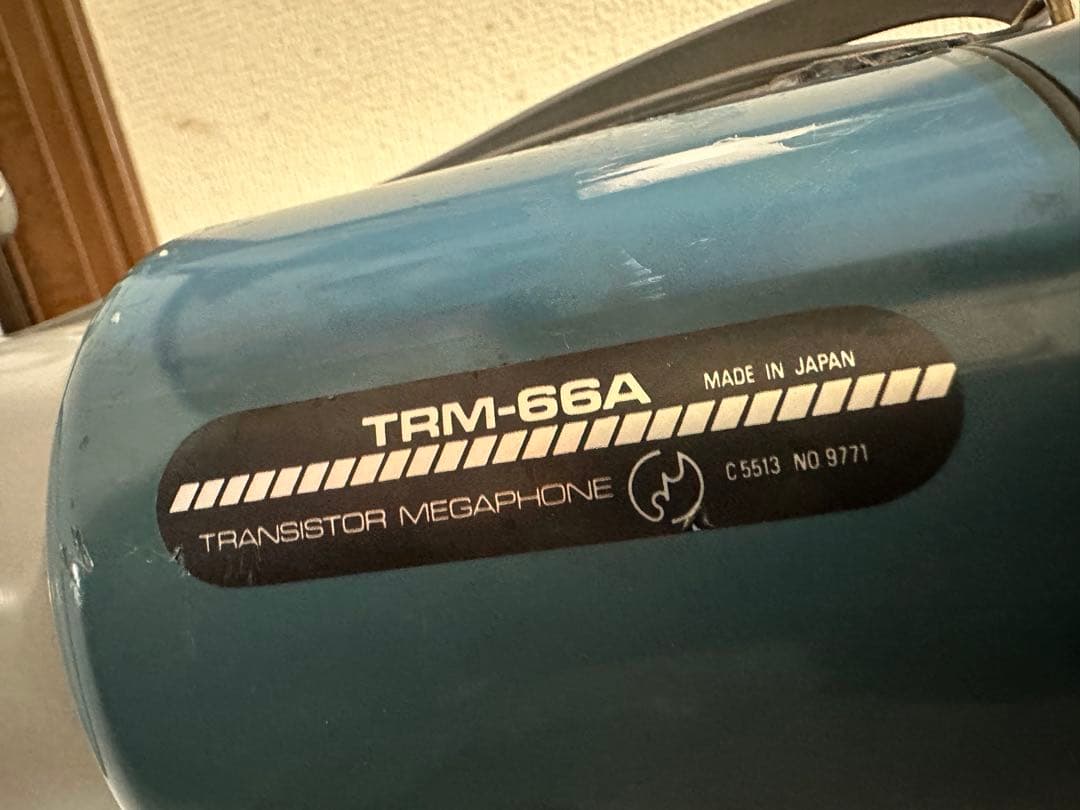 TRM-66A
MADE IN JAPAN
TRANSISTOR MEGAPHONE
C5513 NO 9771